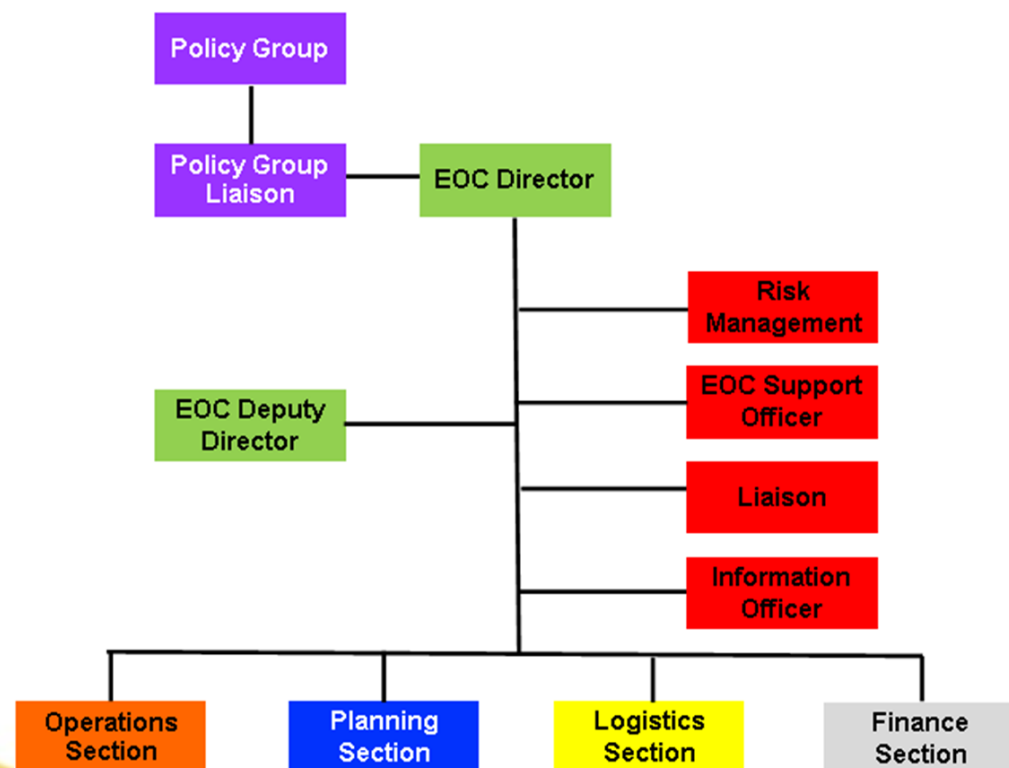 Policy Group
Policy Group
Liaison
EOC Director
Risk
Management
EOC Support
Officer
EOC Deputy
Director
Liaison
Information
Officer
Operations
Section
Planning
Section
Logistics
Section
Finance
Section